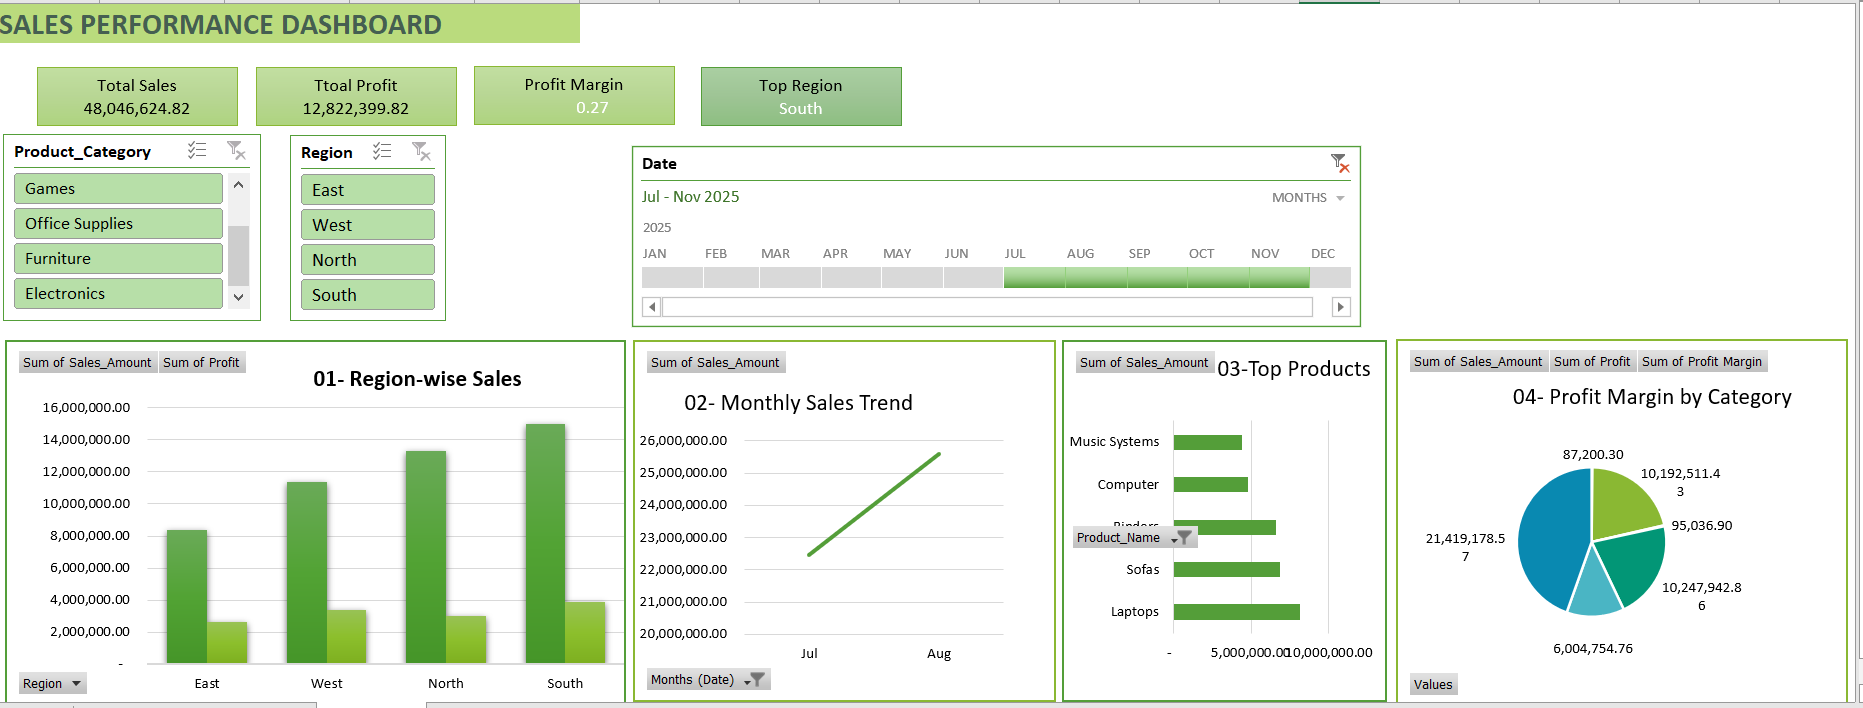 SALES PERFORMANCE DASHBOARD
Total Sales
48,046,624.82
Ttoal Profit
12,822,399.82
Profit Margin
0.27
Top Region
South
Product_Category
Games
Office Supplies
Furniture
Electronics
Region
East
West
North
South
Date
Jul - Nov 2025
MONTHS
2025
JAN FEB MAR APR MAY JUN JUL AUG SEP OCT NOV DEC
Sum of Sales_Amount Sum of Profit
01- Region-wise Sales
16,000,000.00
14,000,000.00
12,000,000.00
10,000,000.00
8,000,000.00
6,000,000.00
4,000,000.00
2,000,000.00
-
East West North South
Region
Sum of Sales_Amount
02- Monthly Sales Trend
26,000,000.00
25,000,000.00
24,000,000.00
23,000,000.00
22,000,000.00
21,000,000.00
20,000,000.00
Jul Aug
Months (Date)
Sum of Sales_Amount
03-Top Products
Music Systems
Computer
Binders
Product_Name
Sofas
Laptops
- 5,000,000.00 10,000,000.00
Sum of Sales_Amount Sum of Profit Sum of Profit Margin
04- Profit Margin by Category
87,200.30
10,192,511.4
3
95,036.90
21,419,178.5
7
10,247,942.8
6
6,004,754.76
Values